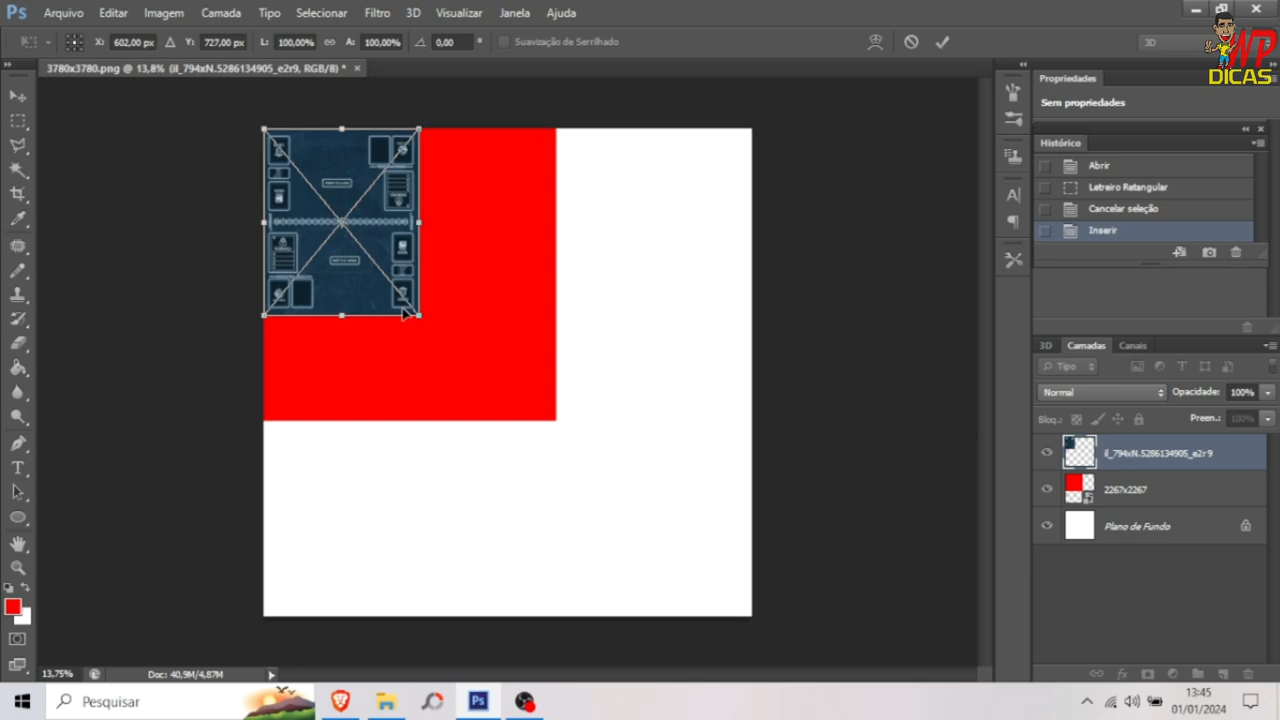 Ps Arquivo Editar Imagem Camada Tipo Selecionar Filtro 3D Visualizar Janela Ajuda
X: 602,00 px Y: 727,00 px L: 100,00% A: 100,00% 0,00 ° Suavização de Serrilhado 3D
WP
DICAS
3780x3780.png @ 13,8% (il_794xN.5286134905_e2r9, RGB/8) * ×
Propriedades
Sem propriedades
Histórico
Abrir
Letreiro Retangular
Cancelar seleção
Inserir
3D Camadas Canais
Tipo
Normal Opacidade: 100%
Bloq.: Preen.: 100%
il_794xN.5286134905_e2r9
2267x2267
Plano de Fundo
13,75% Doc: 40,9M/4,87M
Pesquisar
Ps
13:45
01/01/2024